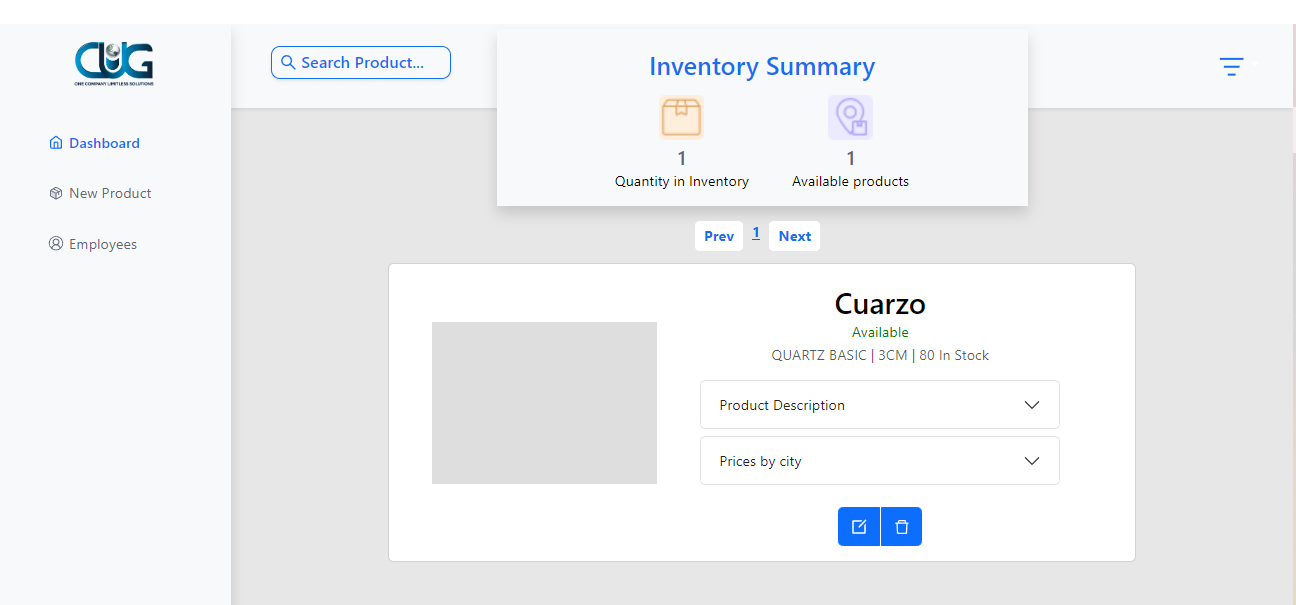 CUG
ONE COMPANY LIMITLESS SOLUTIONS
Search Product...
Inventory Summary
1
Quantity in Inventory
1
Available products
Dashboard
New Product
Employees
Prev 1 Next
Cuarzo
Available
QUARTZ BASIC | 3CM | 80 In Stock
Product Description
Prices by city